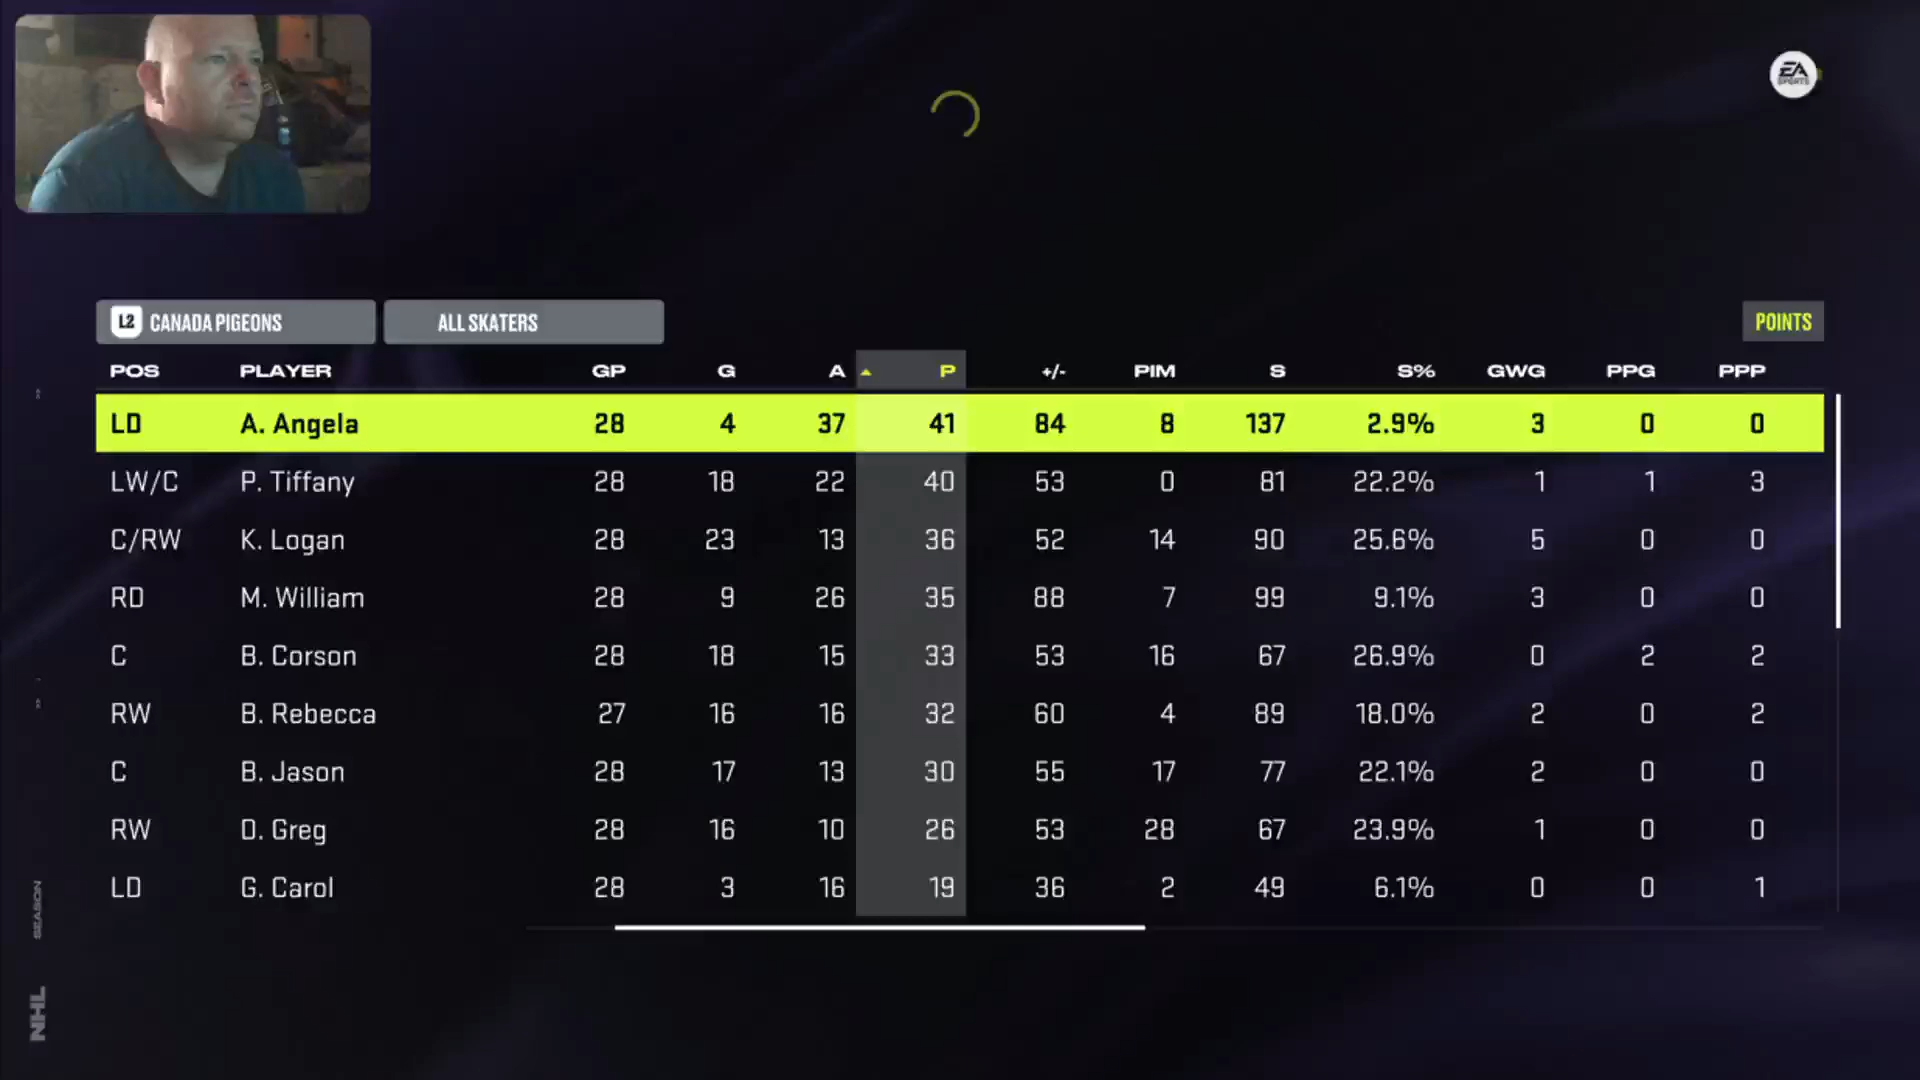 EA SPORTS
L2 CANADA PIGEONS ALL SKATERS POINTS
POS PLAYER GP G A P +/- PIM S S% GWG PPG PPP
LD A. Angela 28 4 37 41 84 8 137 2.9% 3 0 0
LW/C P. Tiffany 28 18 22 40 53 0 81 22.2% 1 1 3
C/RW K. Logan 28 23 13 36 52 14 90 25.6% 5 0 0
RD M. William 28 9 26 35 88 7 99 9.1% 3 0 0
C B. Corson 28 18 15 33 53 16 67 26.9% 0 2 2
RW B. Rebecca 27 16 16 32 60 4 89 18.0% 2 0 2
C B. Jason 28 17 13 30 55 17 77 22.1% 2 0 0
RW D. Greg 28 16 10 26 53 28 67 23.9% 1 0 0
LD G. Carol 28 3 16 19 36 2 49 6.1% 0 0 1
SEASON
NHL